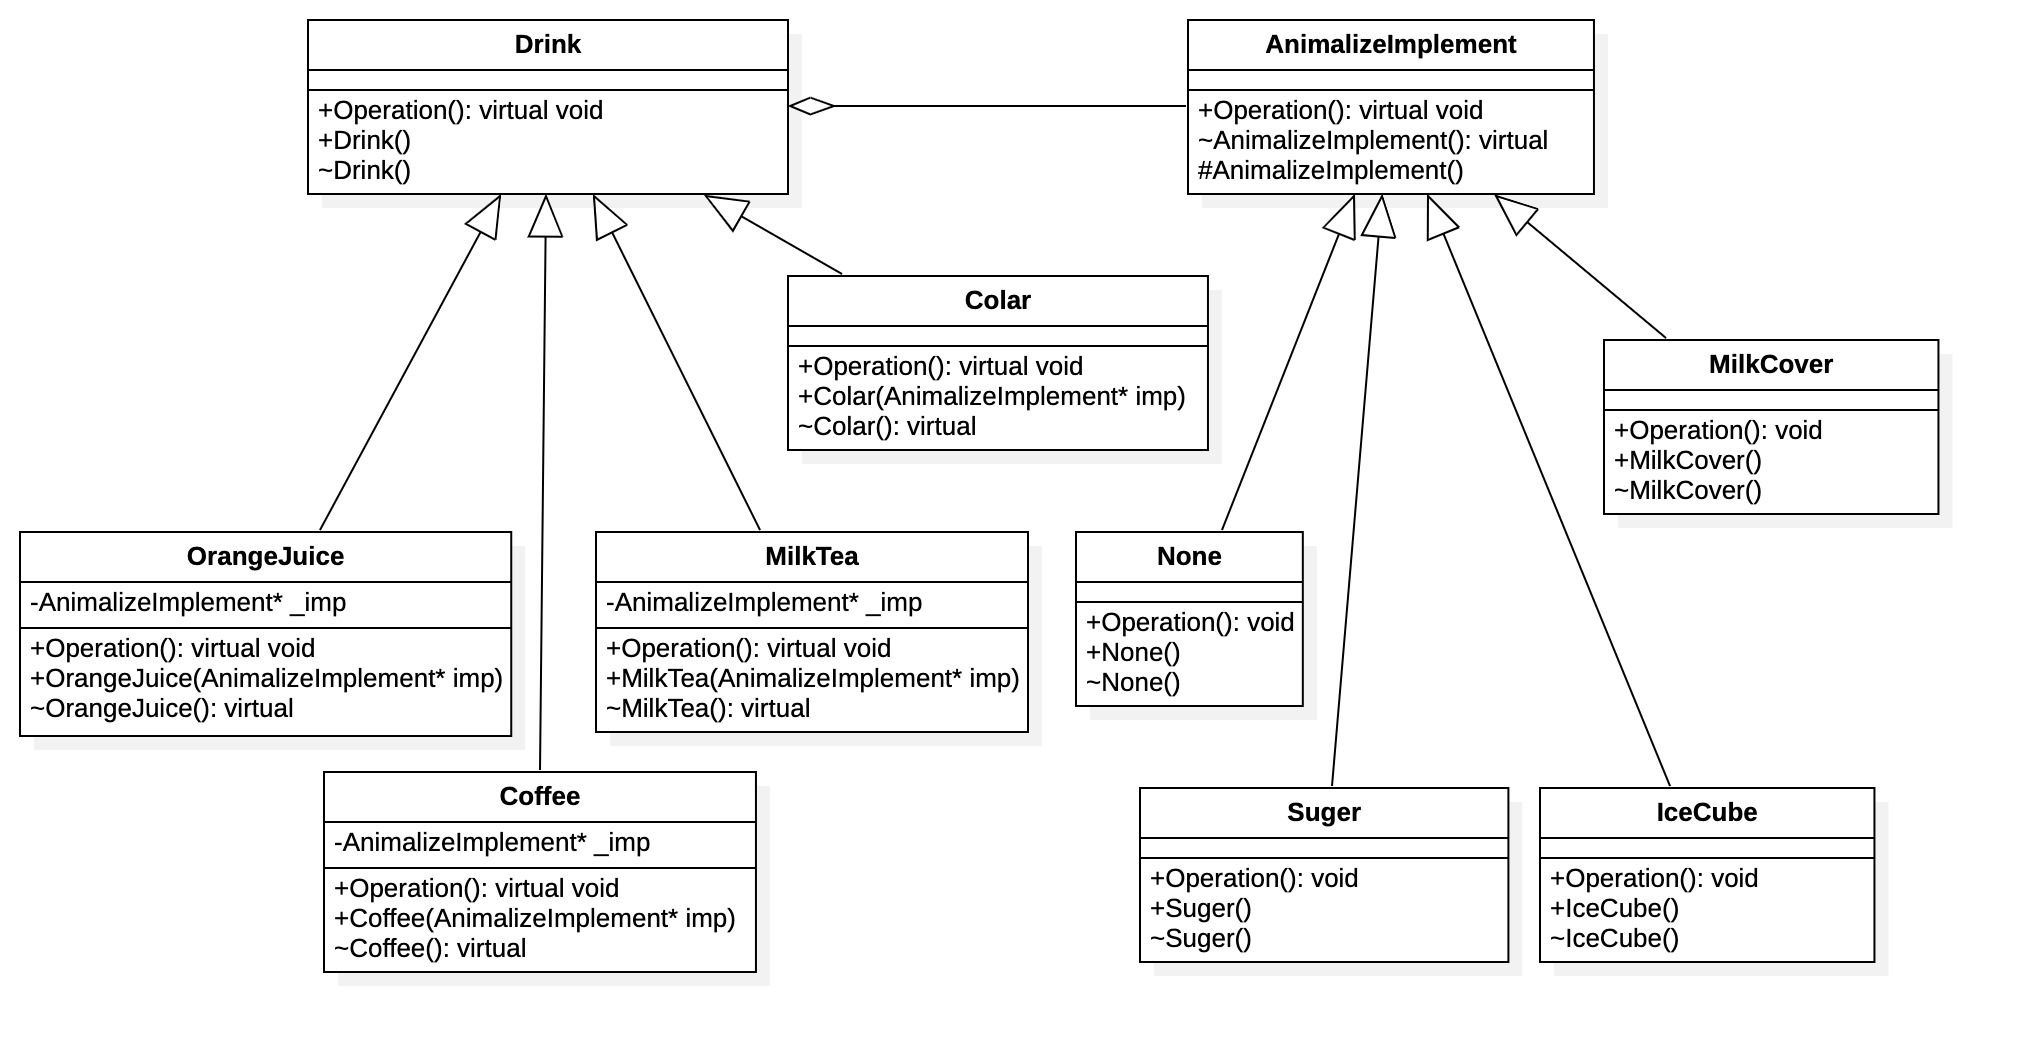 Drink
+Operation(): virtual void
+Drink()
~Drink()
AnimalizeImplement
+Operation(): virtual void
~AnimalizeImplement(): virtual
#AnimalizeImplement()
Colar
+Operation(): virtual void
+Colar(AnimalizeImplement* imp)
~Colar(): virtual
MilkCover
+Operation(): void
+MilkCover()
~MilkCover()
OrangeJuice
-AnimalizeImplement* _imp
+Operation(): virtual void
+OrangeJuice(AnimalizeImplement* imp)
~OrangeJuice(): virtual
MilkTea
-AnimalizeImplement* _imp
+Operation(): virtual void
+MilkTea(AnimalizeImplement* imp)
~MilkTea(): virtual
None
+Operation(): void
+None()
~None()
Coffee
-AnimalizeImplement* _imp
+Operation(): virtual void
+Coffee(AnimalizeImplement* imp)
~Coffee(): virtual
Suger
+Operation(): void
+Suger()
~Suger()
IceCube
+Operation(): void
+IceCube()
~IceCube()